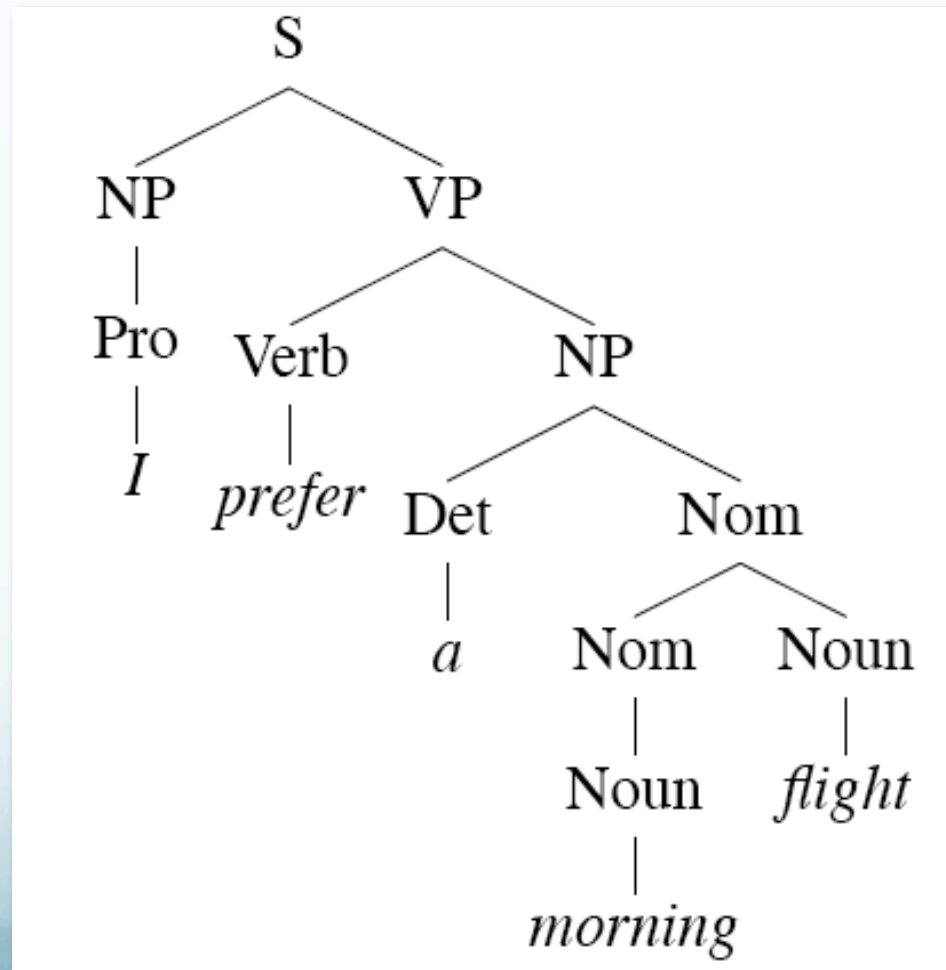 S
NP VP
Pro Verb NP
I prefer Det Nom
a Nom Noun
Noun flight
morning